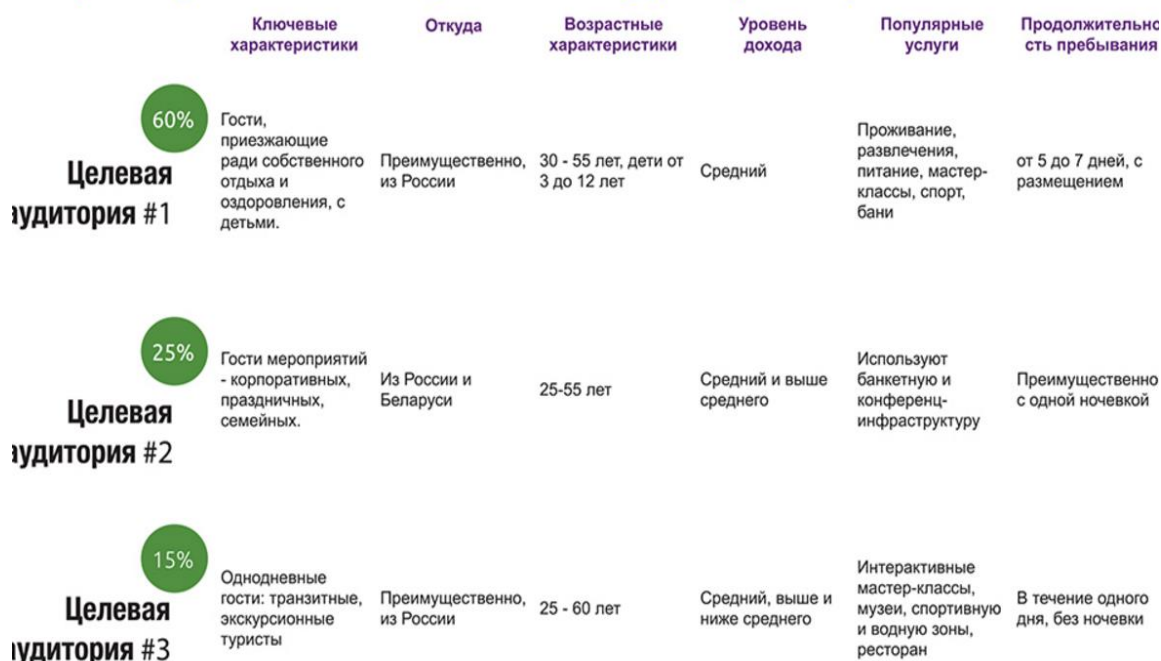 Ключевые характеристики
Откуда
Возрастные характеристики
Уровень дохода
Популярные услуги
Продолжительно
сть пребывания
60%
Целевая
аудитория #1
Гости,
приезжающие
ради собственного
отдыха и
оздоровления, с
детьми.
Преимущественно,
из России
30 - 55 лет, дети от
3 до 12 лет
Средний
Проживание,
развлечения,
питание, мастер-
классы, спорт,
бани
от 5 до 7 дней, с
размещением
25%
Целевая
аудитория #2
Гости мероприятий
- корпоративных,
праздничных,
семейных.
Из России и
Беларуси
25-55 лет
Средний и выше
среднего
Используют
банкетную и
конференц-
инфраструктуру
Преимущественно
с одной ночевкой
15%
Целевая
аудитория #3
Однодневные
гости: транзитные,
экскурсионные
туристы
Преимущественно,
из России
25 - 60 лет
Средний, выше и
ниже среднего
Интерактивные
мастер-классы,
музеи, спортивную
и водную зоны,
ресторан
В течение одного
дня, без ночевки